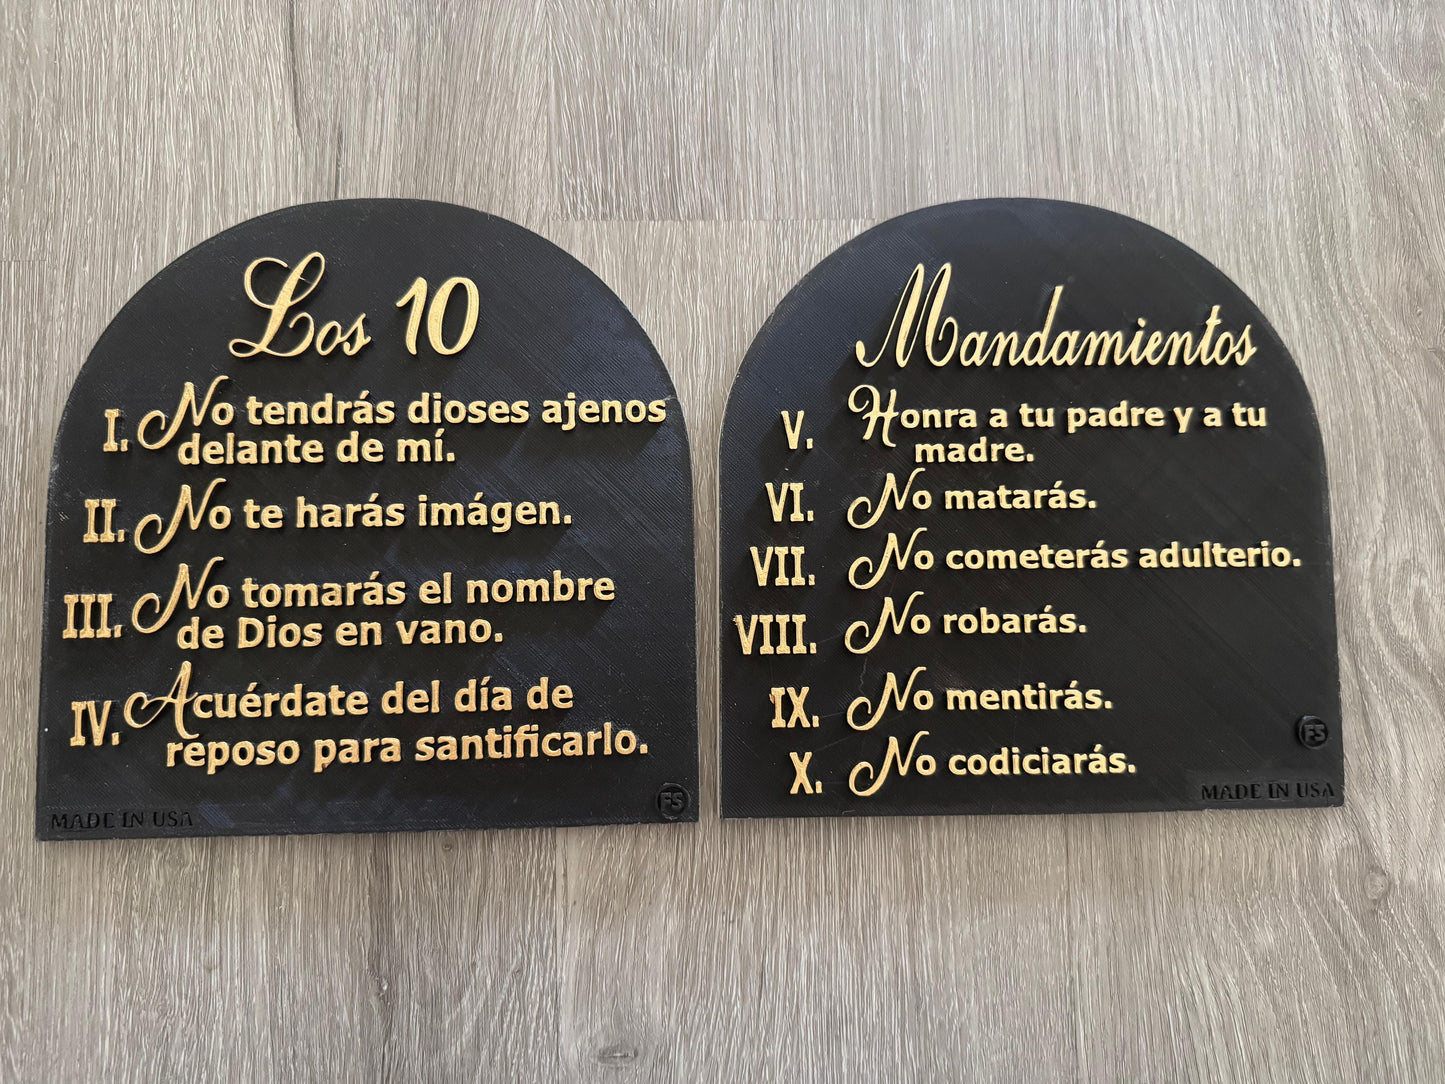 Los 10
I. No tendrás dioses ajenos
delante de mí.
II. No te harás imágen.
III. No tomarás el nombre
de Dios en vano.
IV. Acuérdate del día de
reposo para santificarlo.
MADE IN USA
FS
Mandamientos
V. Honra a tu padre y a tu
madre.
VI. No matarás.
VII. No cometerás adulterio.
VIII. No robarás.
IX. No mentirás.
X. No codiciarás.
FS
MADE IN USA